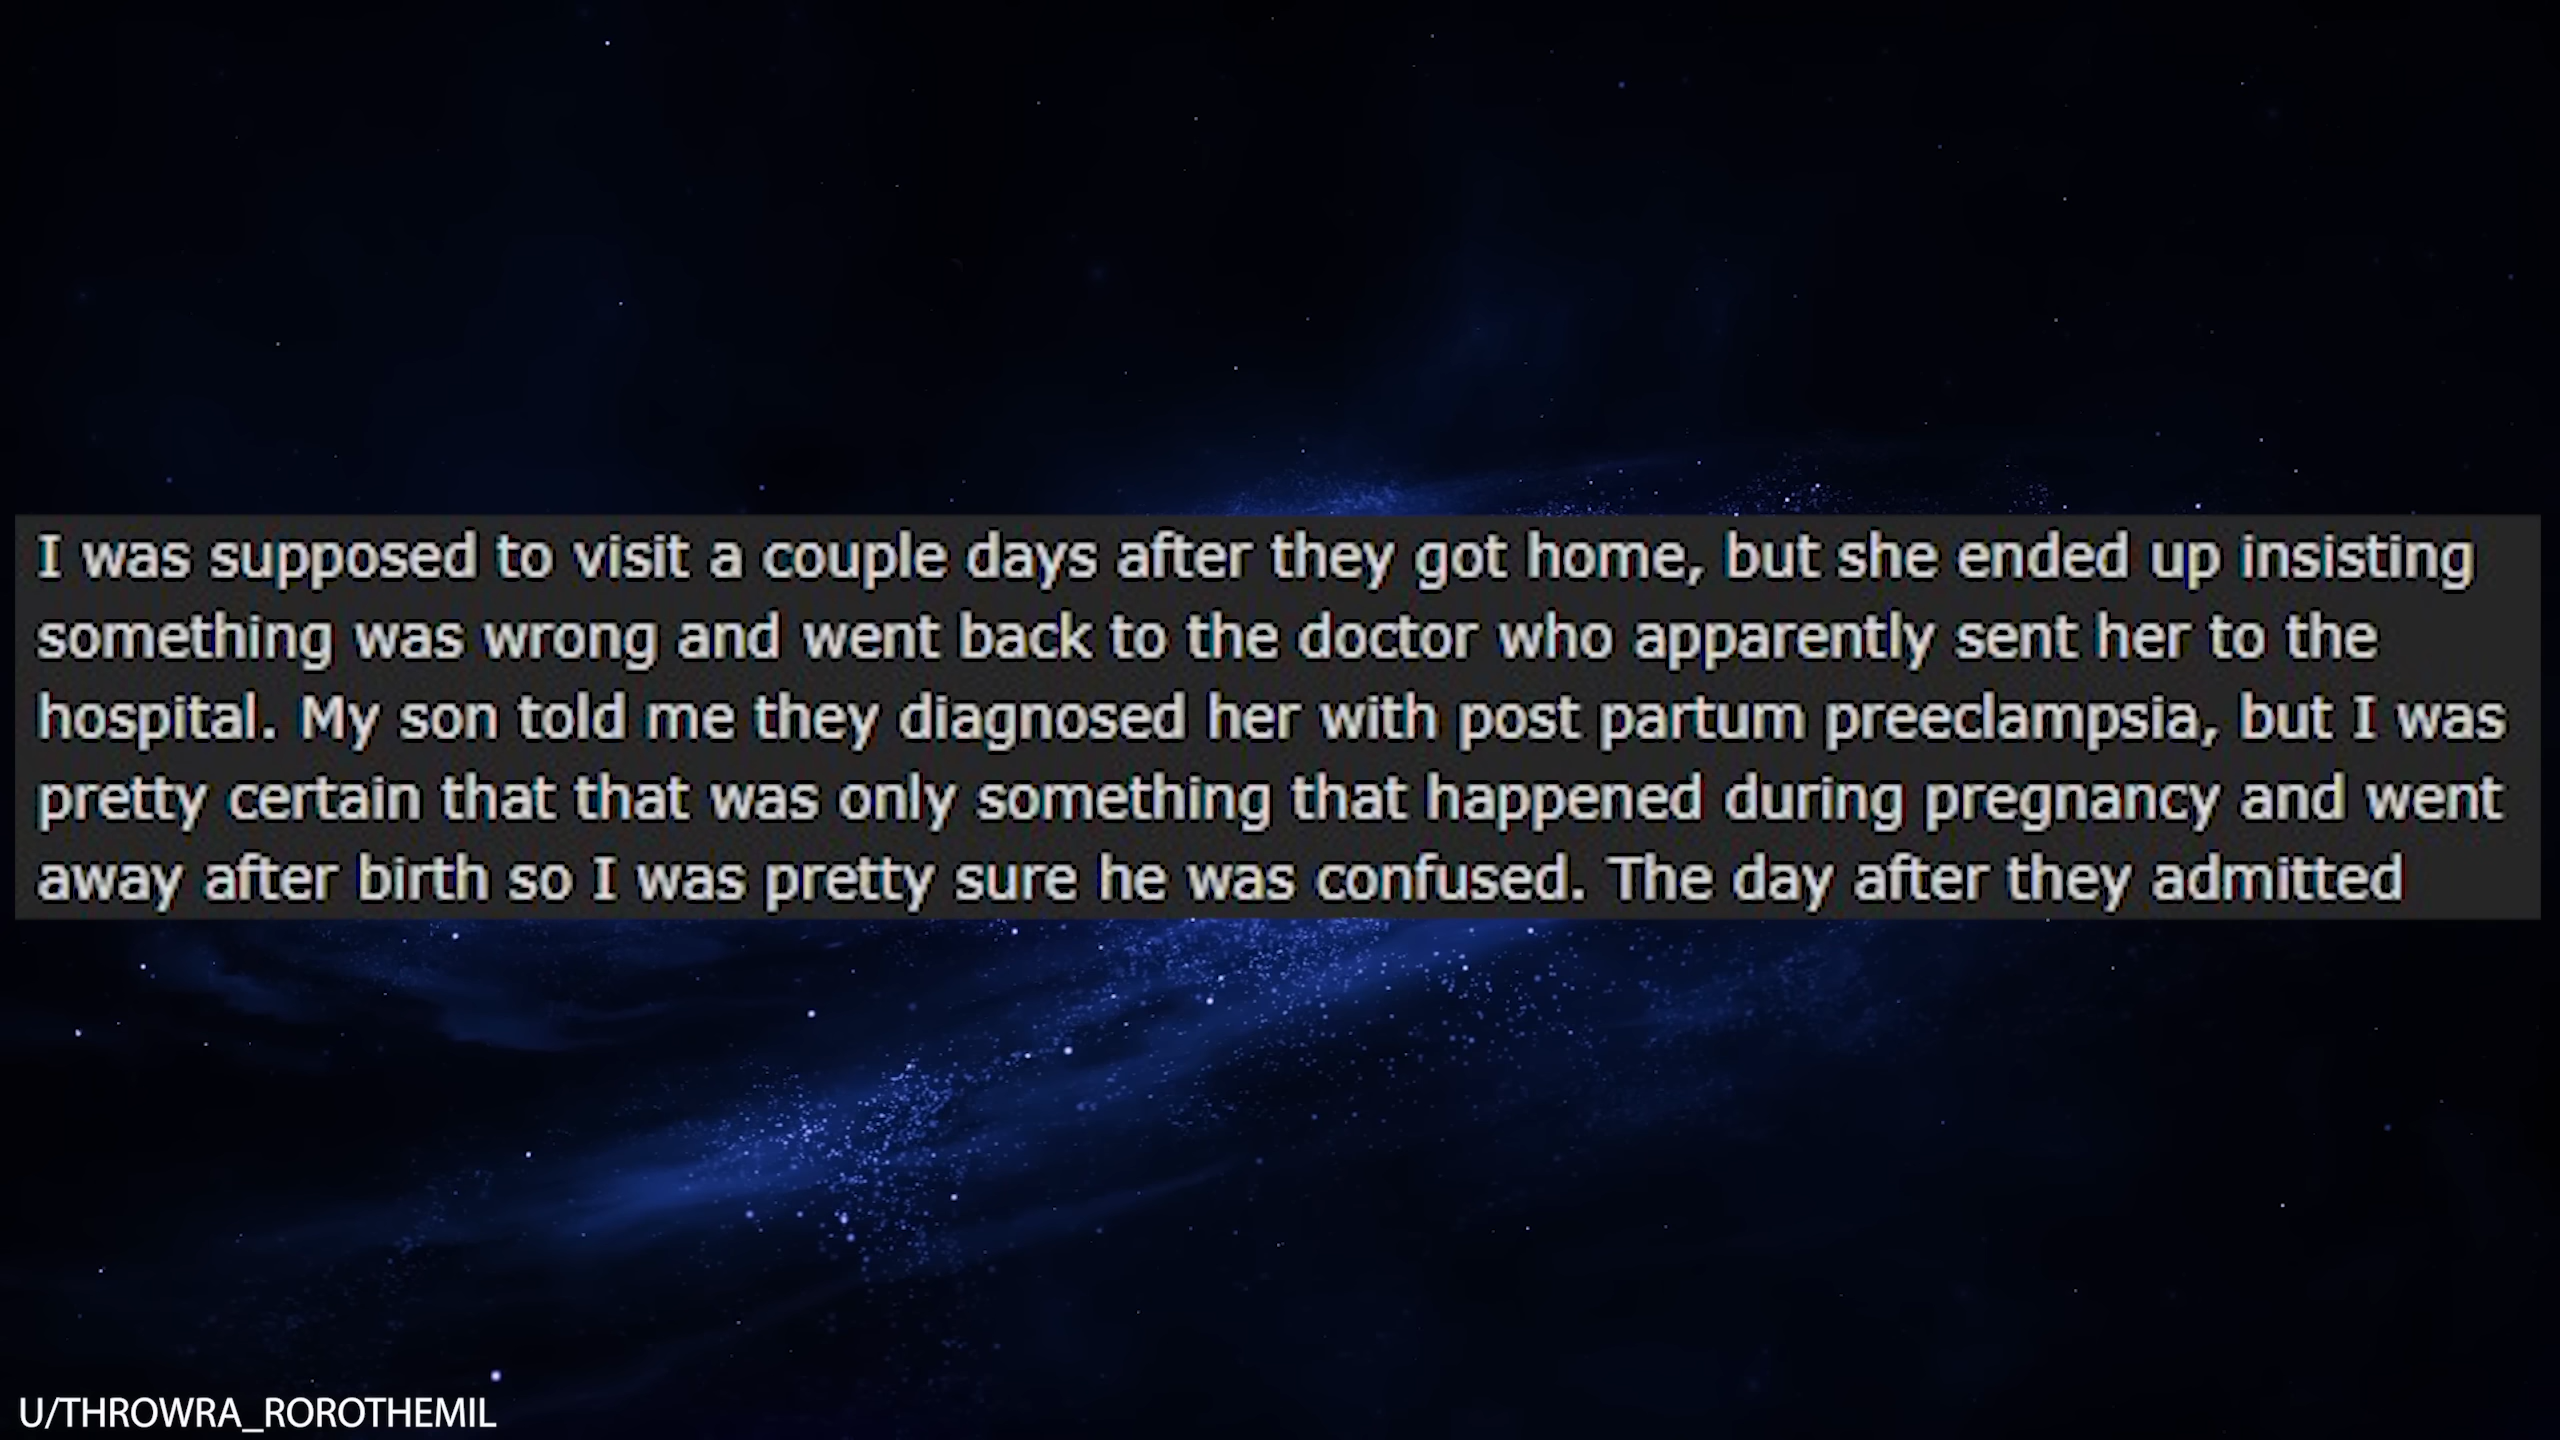 I was supposed to visit a couple days after they got home, but she ended up insisting
something was wrong and went back to the doctor who apparently sent her to the
hospital. My son told me they diagnosed her with post partum preeclampsia, but I was
pretty certain that that was only something that happened during pregnancy and went
away after birth so I was pretty sure he was confused. The day after they admitted
U/THROWRA_ROROTHEMIL